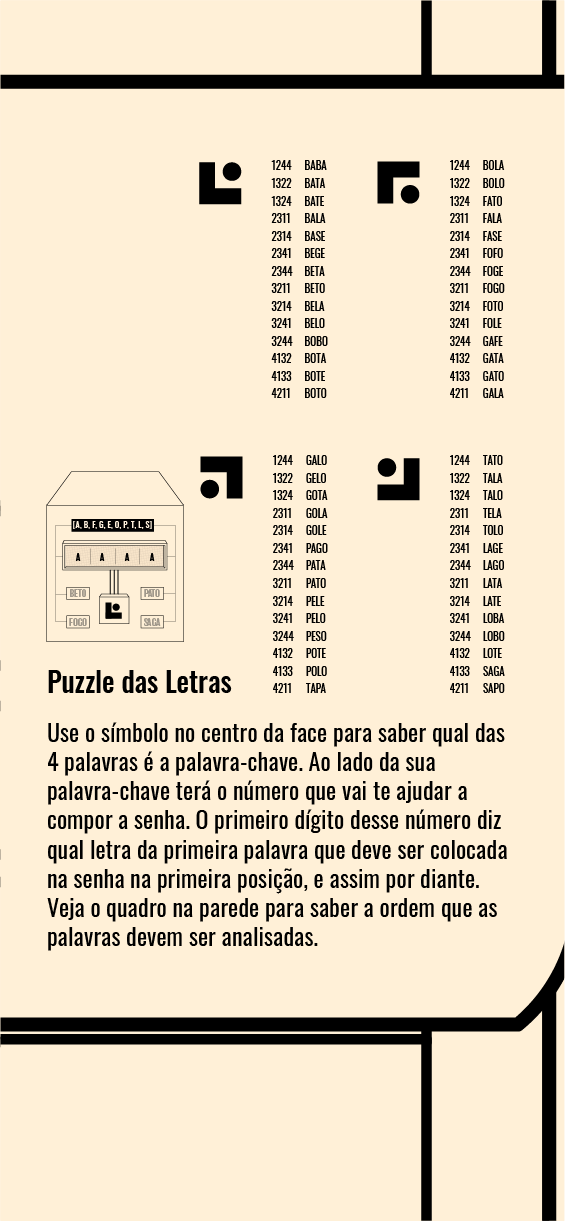 1244 BABA
1322 BATA
1324 BATE
2311 BALA
2314 BASE
2341 BEGE
2344 BETA
3211 BETO
3214 BELA
3241 BELO
3244 BOBO
4132 BOTA
4133 BOTE
4211 BOTO
1244 BOLA
1322 BOLO
1324 FATO
2311 FALA
2314 FASE
2341 FOFO
2344 FOGE
3211 FOGO
3214 FOTO
3241 FOLE
3244 GAFE
4132 GATA
4133 GATO
4211 GALA
1244 GALO
1322 GELO
1324 GOTA
2311 GOLA
2314 GOLE
2341 PAGO
2344 PATA
3211 PATO
3214 PELE
3241 PELO
3244 PESO
4132 POTE
4133 POLO
4211 TAPA
1244 TATO
1322 TALA
1324 TALO
2311 TELA
2314 TOLO
2341 LAGE
2344 LAGO
3211 LATA
3214 LATE
3241 LOBA
3244 LOBO
4132 LOTE
4133 SAGA
4211 SAPO
[A, B, F, G, E, O, P, T, L, S]
A A A A
BETO PATO
FOGO SAGA
Puzzle das Letras
Use o símbolo no centro da face para saber qual das
4 palavras é a palavra-chave. Ao lado da sua
palavra-chave terá o número que vai te ajudar a
compor a senha. O primeiro dígito desse número diz
qual letra da primeira palavra que deve ser colocada
na senha na primeira posição, e assim por diante.
Veja o quadro na parede para saber a ordem que as
palavras devem ser analisadas.